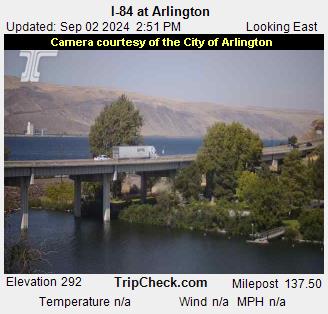 I-84 at Arlington
Updated: Sep 02 2024 2:51 PM Looking East
Camera courtesy of the City of Arlington
Elevation 292 TripCheck.com Milepost 137.50
Temperature n/a Wind n/a MPH n/a